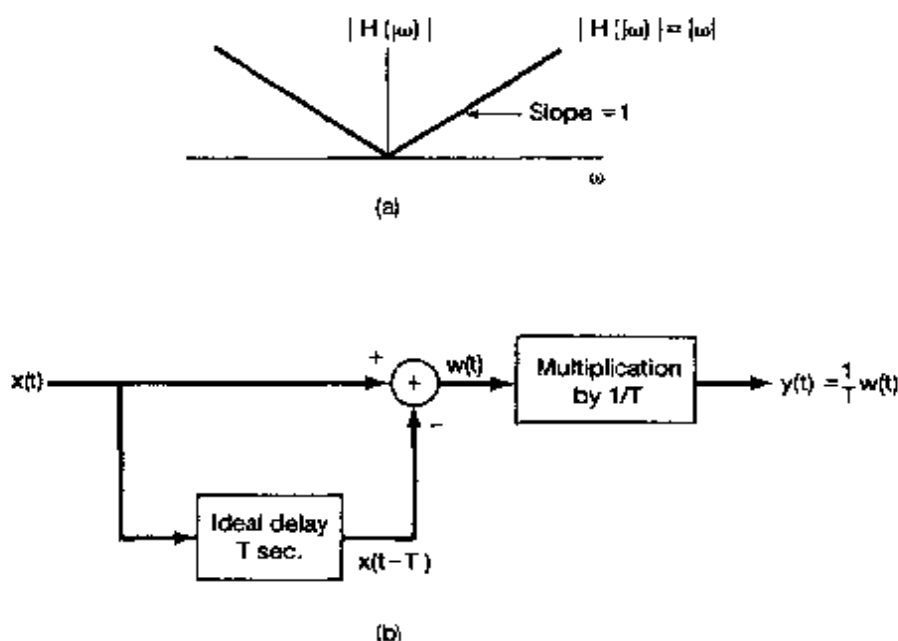 | H (jω) |
| H (jω) | = |ω|
Slope = 1
ω
(a)
x(t)
+
+
−
w(t)
Multiplication
by 1/T
y(t) = 1/T w(t)
Ideal delay
T sec.
x(t−T)
(b)